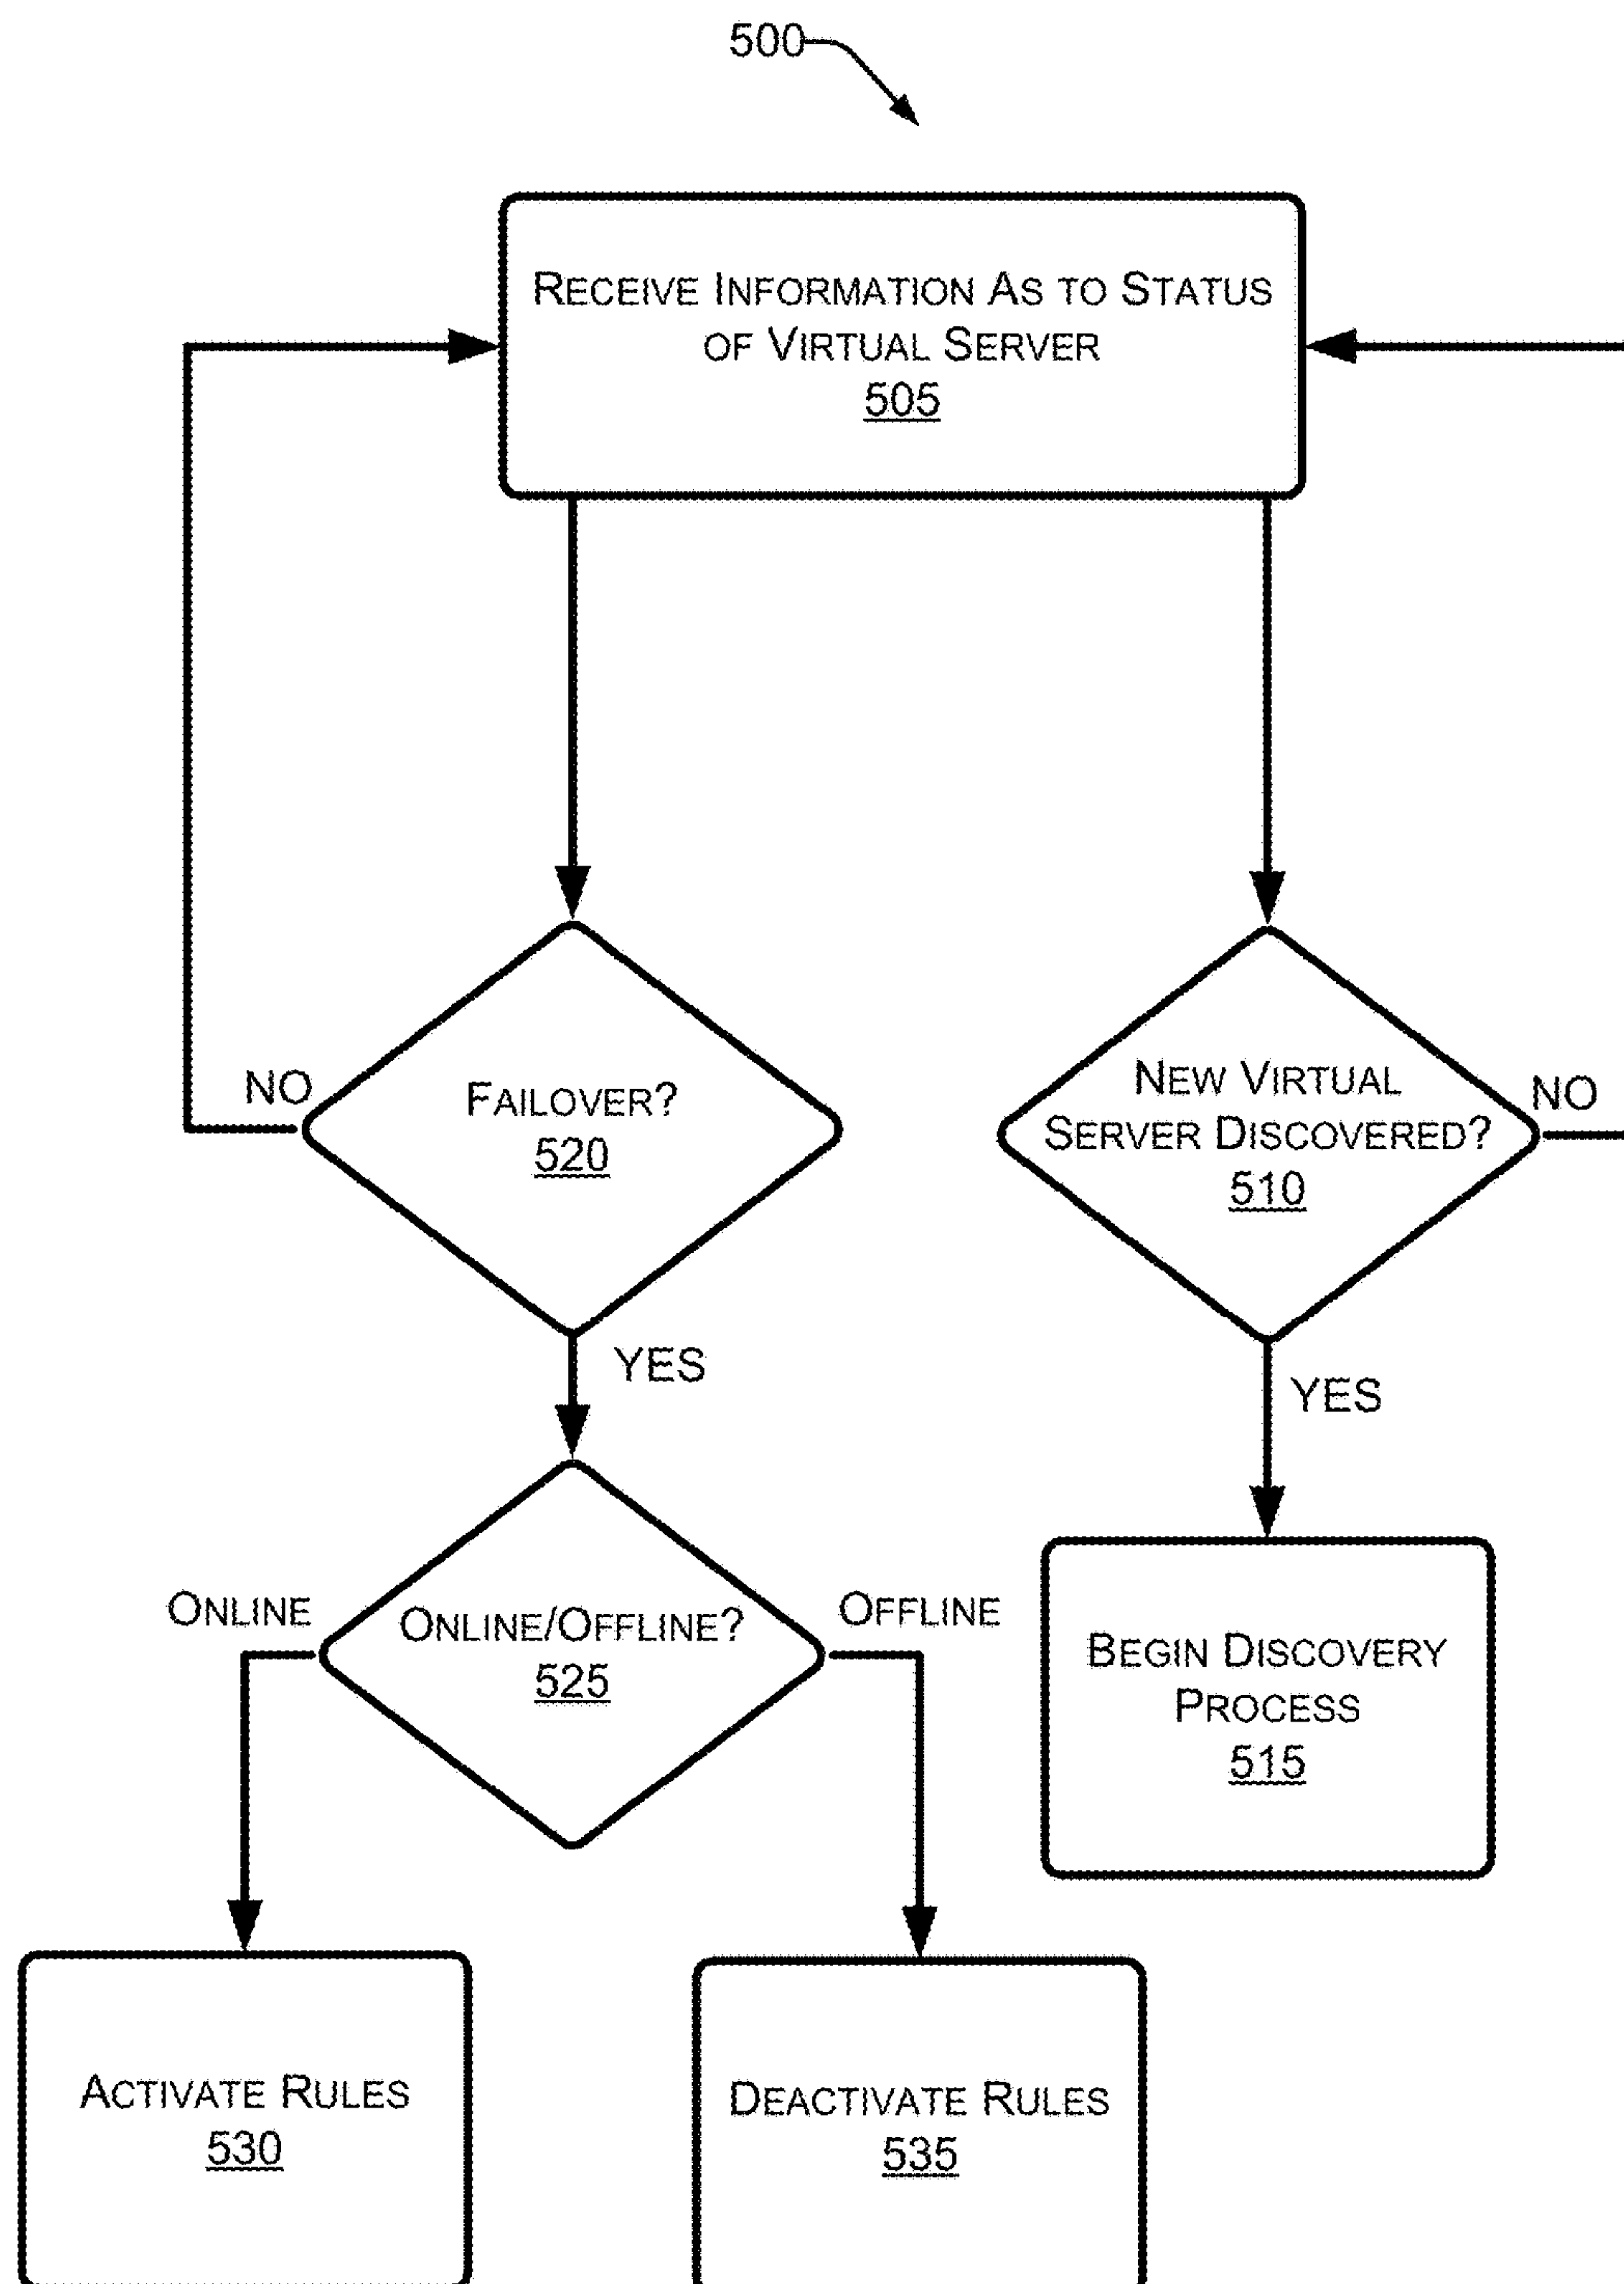 500
RECEIVE INFORMATION AS TO STATUS
OF VIRTUAL SERVER
505
NO
FAILOVER?
520
NEW VIRTUAL
SERVER DISCOVERED?
510
NO
YES
YES
ONLINE
ONLINE/OFFLINE?
525
OFFLINE
BEGIN DISCOVERY
PROCESS
515
ACTIVATE RULES
530
DEACTIVATE RULES
535